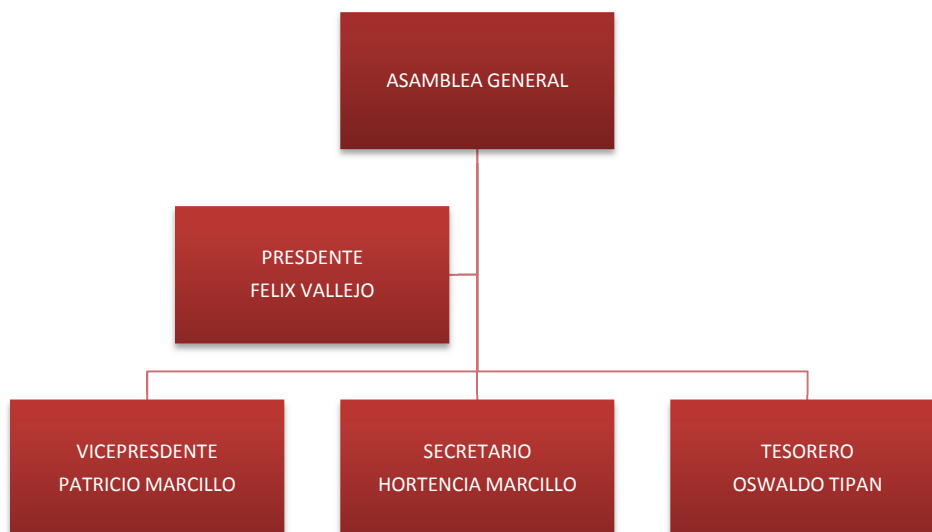 ASAMBLEA GENERAL
PRESDENTE
FELIX VALLEJO
VICEPRESDENTE
PATRICIO MARCILLO
SECRETARIO
HORTENCIA MARCILLO
TESORERO
OSWALDO TIPAN